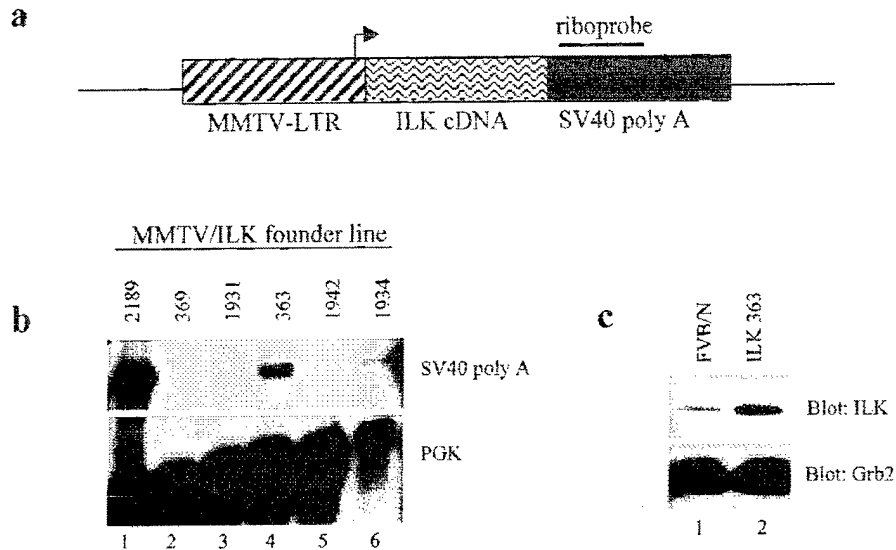 a
riboprobe
MMTV-LTR ILK cDNA SV40 poly A
MMTV/ILK founder line
b
2189 369 1931 363 1942 1934
SV40 poly A
PGK
1 2 3 4 5 6
c
FVB/N ILK 363
Blot: ILK
Blot: Grb2
1 2